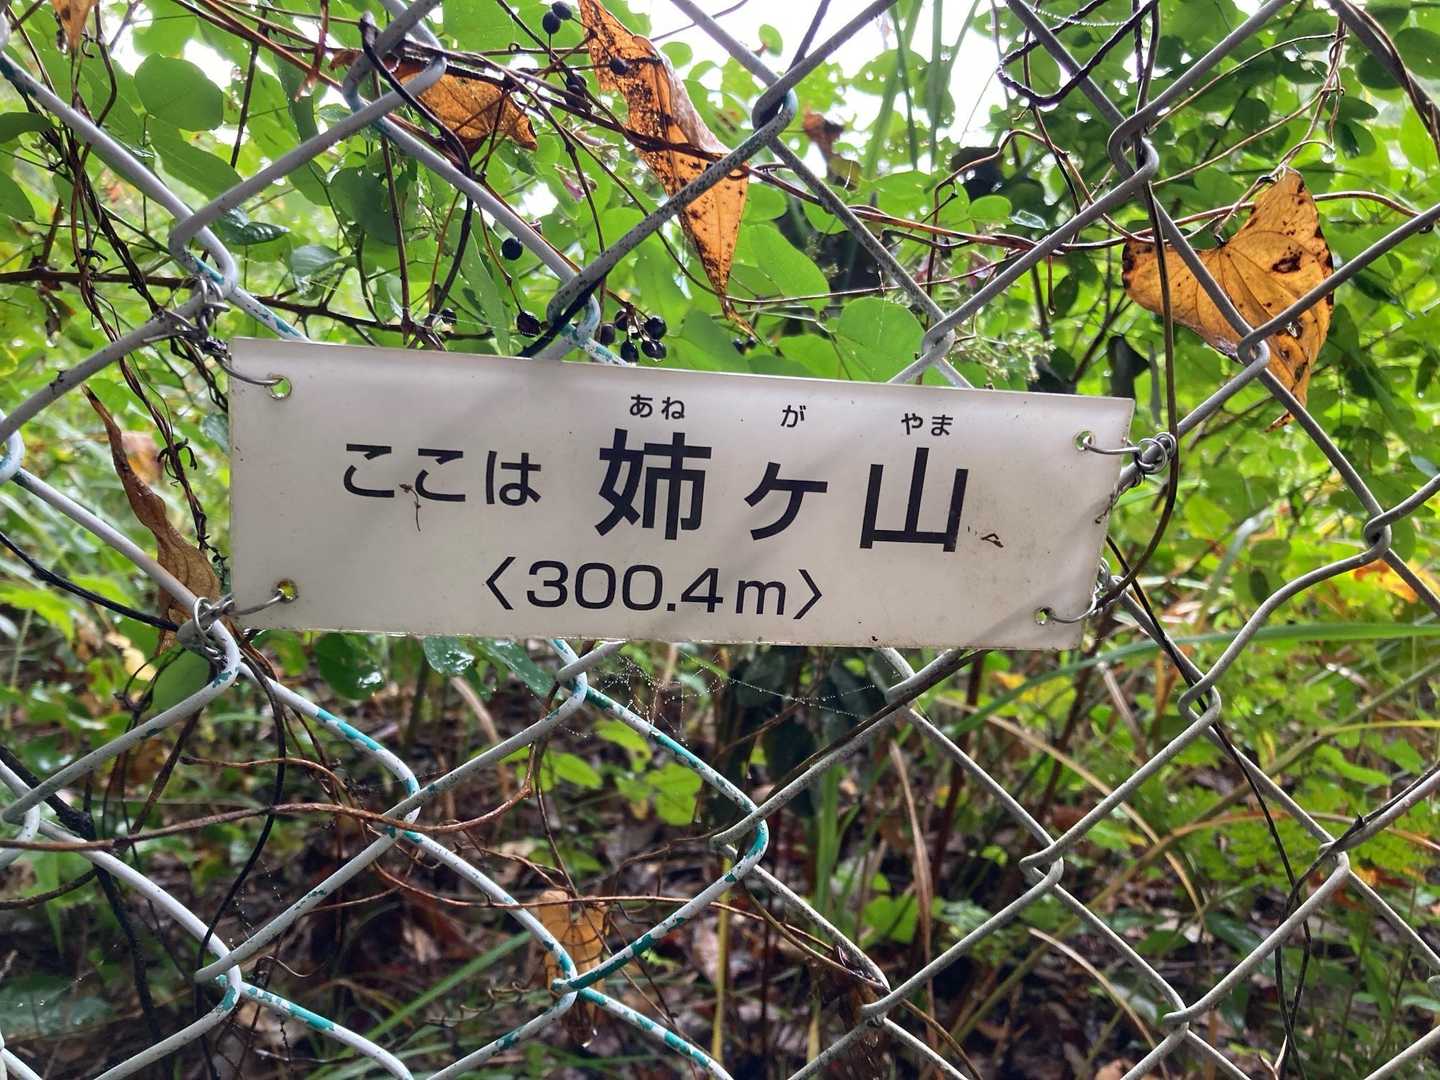 あね が やま
ここは 姉ヶ山
〈300.4m〉